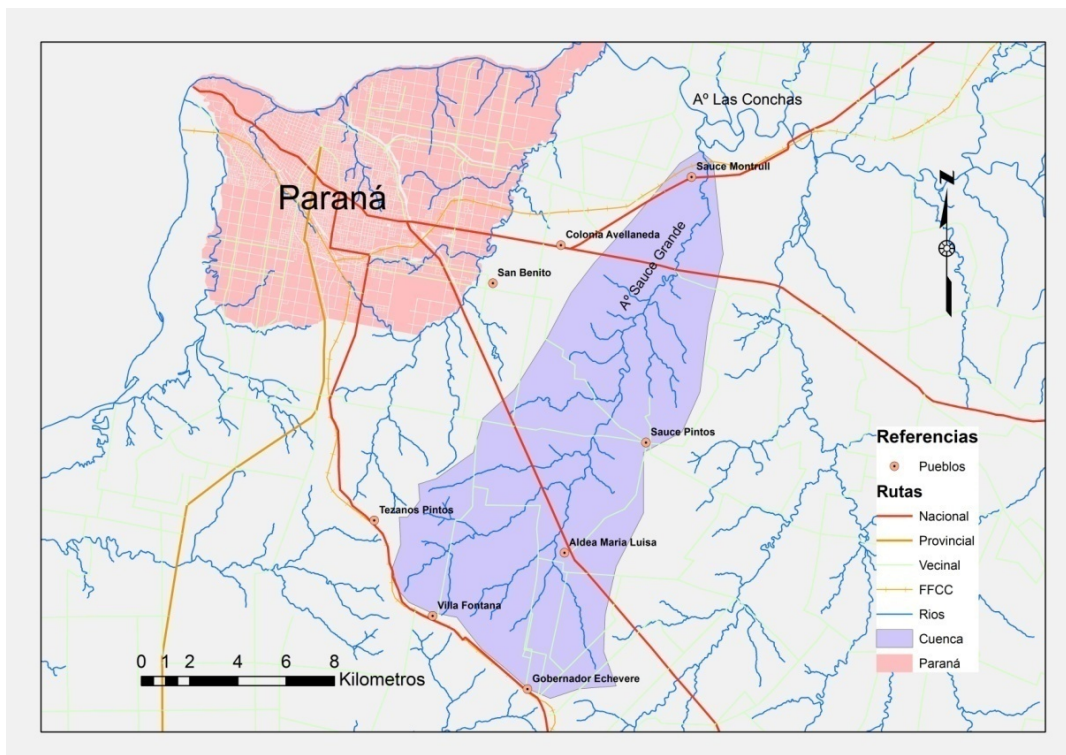 Aº Las Conchas
Sauce Montrull
N
Paraná
Colonia Avellaneda
San Benito
Aº Sauce Grande
Sauce Pintos
Tezanos Pintos
Aldea Maria Luisa
Villa Fontana
Gobernador Echevere
Referencias
Pueblos
Rutas
Nacional
Provincial
Vecinal
FFCC
Rios
Cuenca
Paraná
0 1 2 4 6 8
Kilometros